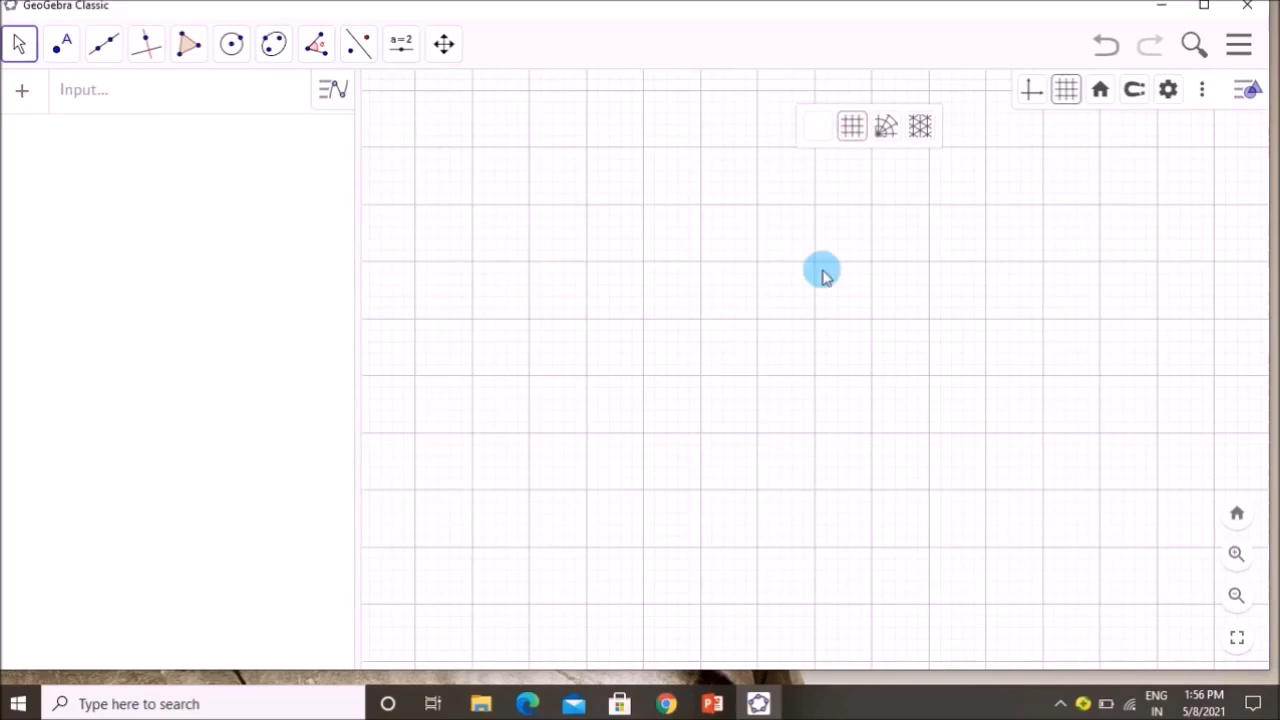 GeoGebra Classic
A
a=2
Input...
Type here to search
ENG
IN
1:56 PM
5/8/2021